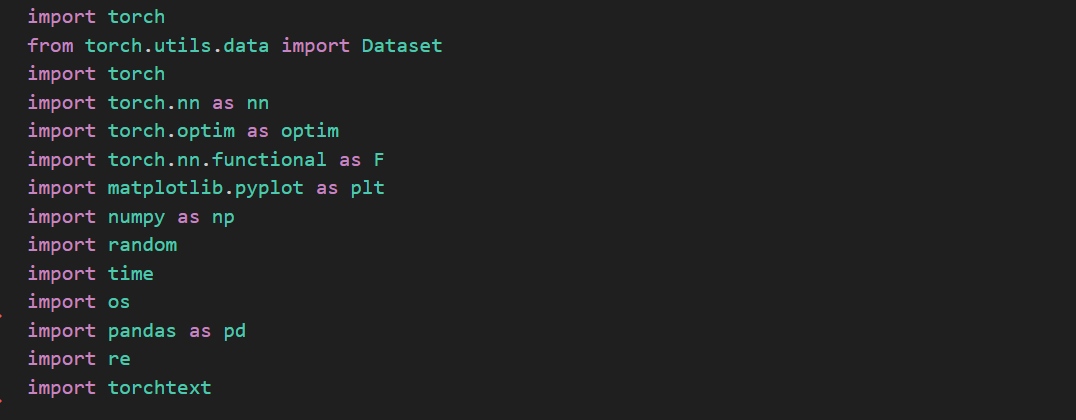 import torch
from torch.utils.data import Dataset
import torch
import torch.nn as nn
import torch.optim as optim
import torch.nn.functional as F
import matplotlib.pyplot as plt
import numpy as np
import random
import time
import os
import pandas as pd
import re
import torchtext